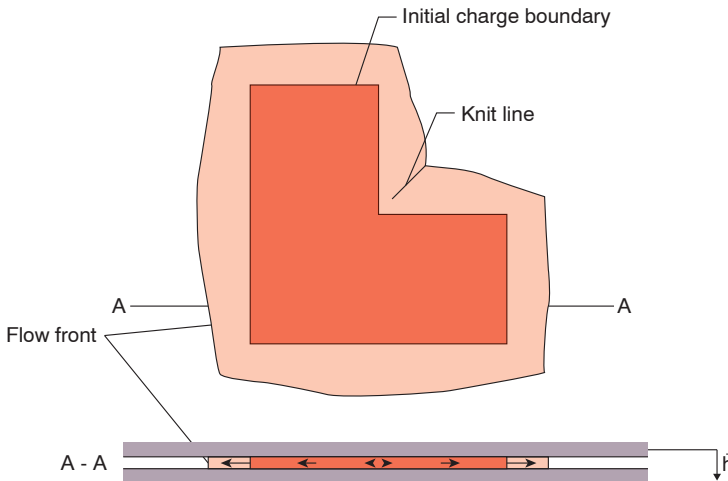 Initial charge boundary
Knit line
A
A
Flow front
A - A
ḣ